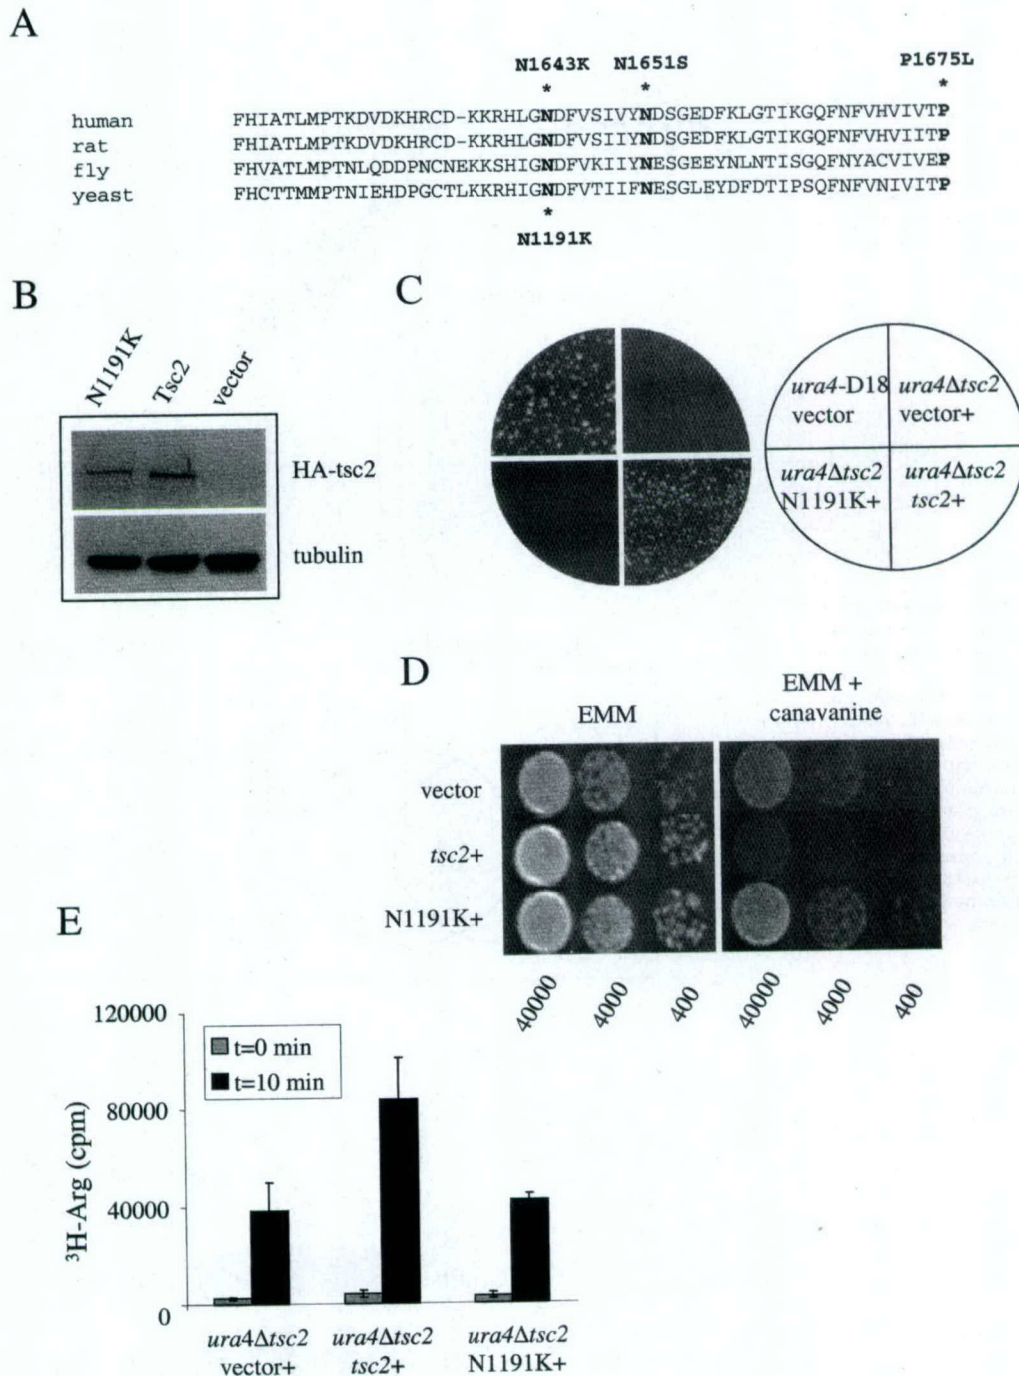 A
N1643K N1651S P1675L
* * *
human FHIATLMPTKDVDKHRCD-KKRHLGNDFVSIVYNDSGEDFKLGTIKGQFNFVHVIVTP
rat FHIATLMPTKDVDKHRCD-KKRHLGNDFVSIIYNDSGEDFKLGTIKGQFNFVHVIITP
fly FHVATLMPTNLQDDPNCNEKKSHIGNDFVKIIYNESGEEYNLNTISGQFNYACVIVEP
yeast FHCTTMMPTNIEHDPGCTLKKRHIGNDFVTIIFNESGLEYDFDTIPSQFNFVNIVITP
*
N1191K
B
N1191K Tsc2 vector
HA-tsc2
tubulin
C
ura4-D18 vector
ura4Δtsc2 vector+
ura4Δtsc2 N1191K+
ura4Δtsc2 tsc2+
D
EMM
EMM +
canavanine
vector
tsc2+
N1191K+
40000 4000 400 40000 4000 400
E
120000
80000
40000
0
³H-Arg (cpm)
t=0 min
t=10 min
ura4Δtsc2 vector+
ura4Δtsc2 tsc2+
ura4Δtsc2 N1191K+